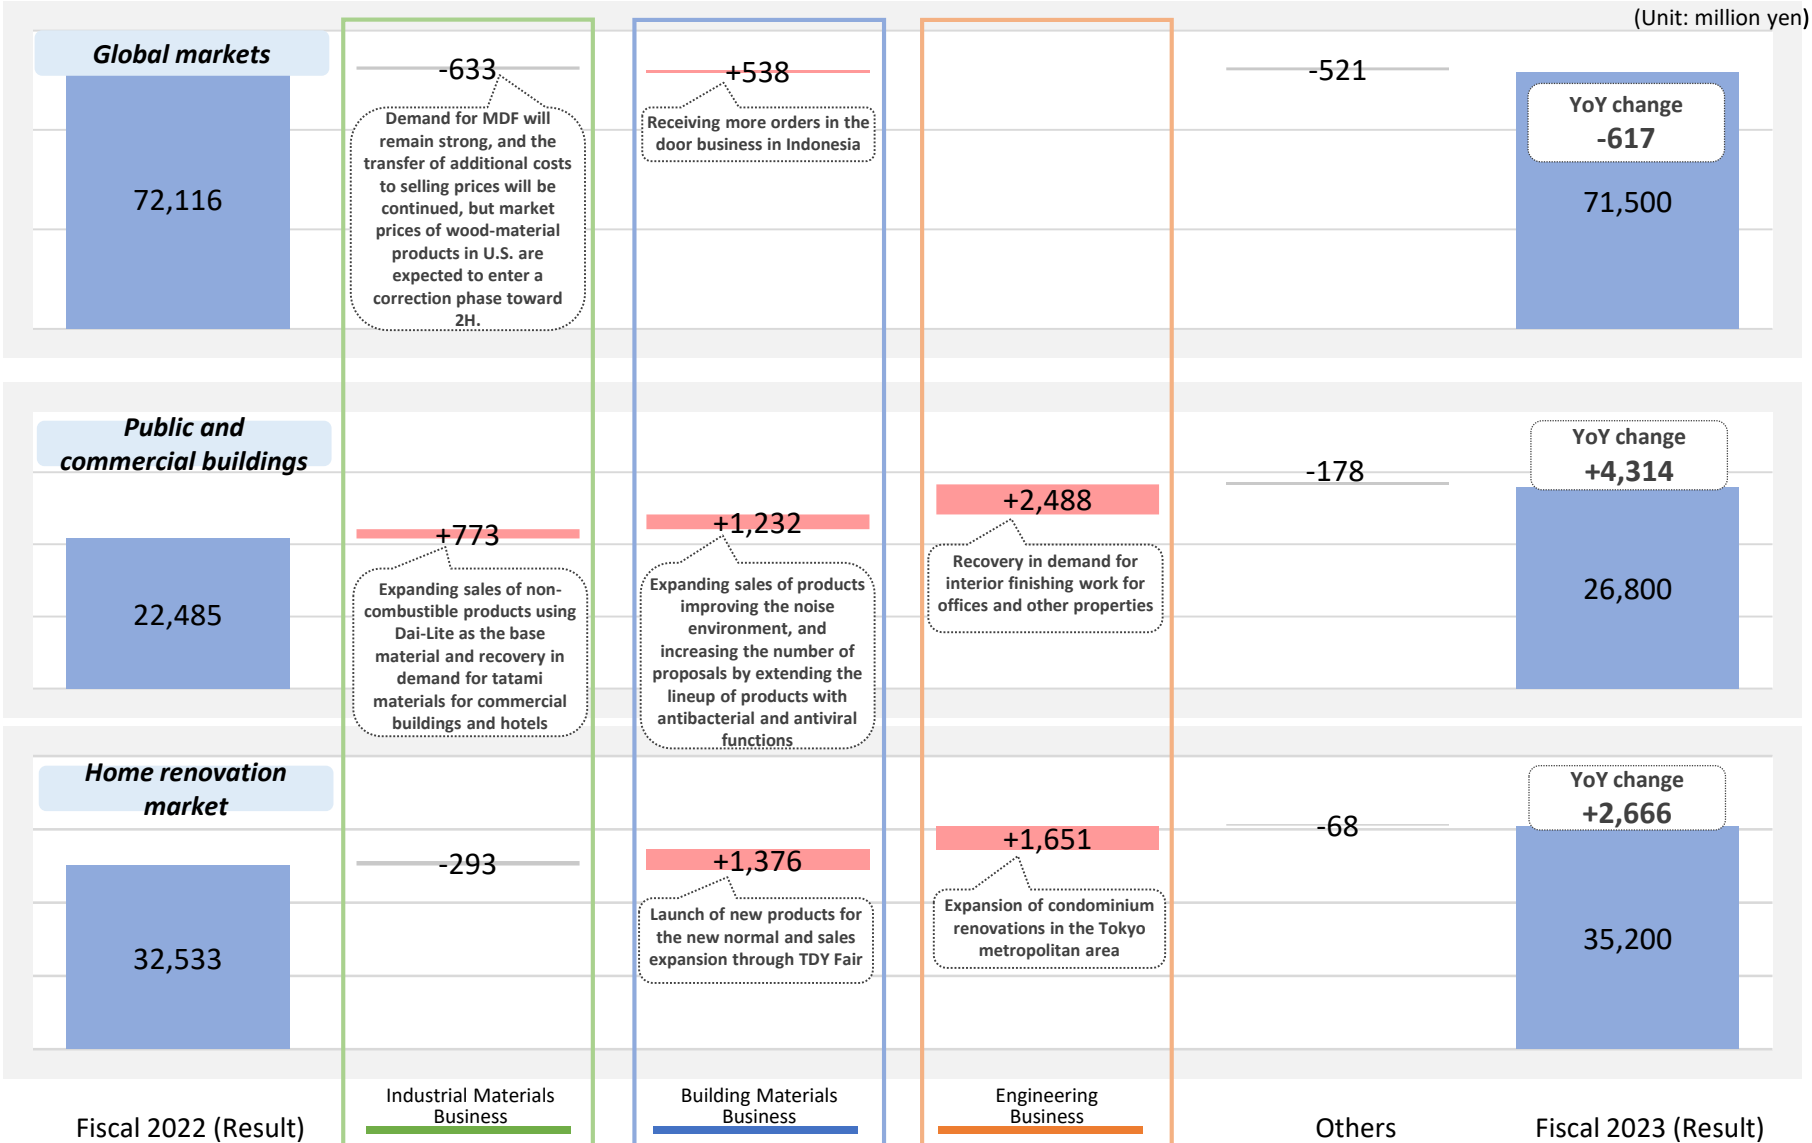 (Unit: million yen)
Global markets
-633
+538
-521
YoY change
-617
Demand for MDF will
remain strong, and the
transfer of additional costs
to selling prices will be
continued, but market
prices of wood-material
products in U.S. are
expected to enter a
correction phase toward
2H.
Receiving more orders in the
door business in Indonesia
72,116
71,500
Public and
commercial buildings
+773
+1,232
+2,488
-178
YoY change
+4,314
Expanding sales of non-
combustible products using
Dai-Lite as the base
material and recovery in
demand for tatami
materials for commercial
buildings and hotels
Expanding sales of products
improving the noise
environment, and
increasing the number of
proposals by extending the
lineup of products with
antibacterial and antiviral
functions
Recovery in demand for
interior finishing work for
offices and other properties
22,485
26,800
Home renovation
market
-293
+1,376
+1,651
-68
YoY change
+2,666
Launch of new products for
the new normal and sales
expansion through TDY Fair
Expansion of condominium
renovations in the Tokyo
metropolitan area
32,533
35,200
Fiscal 2022 (Result)
Industrial Materials
Business
Building Materials
Business
Engineering
Business
Others
Fiscal 2023 (Result)